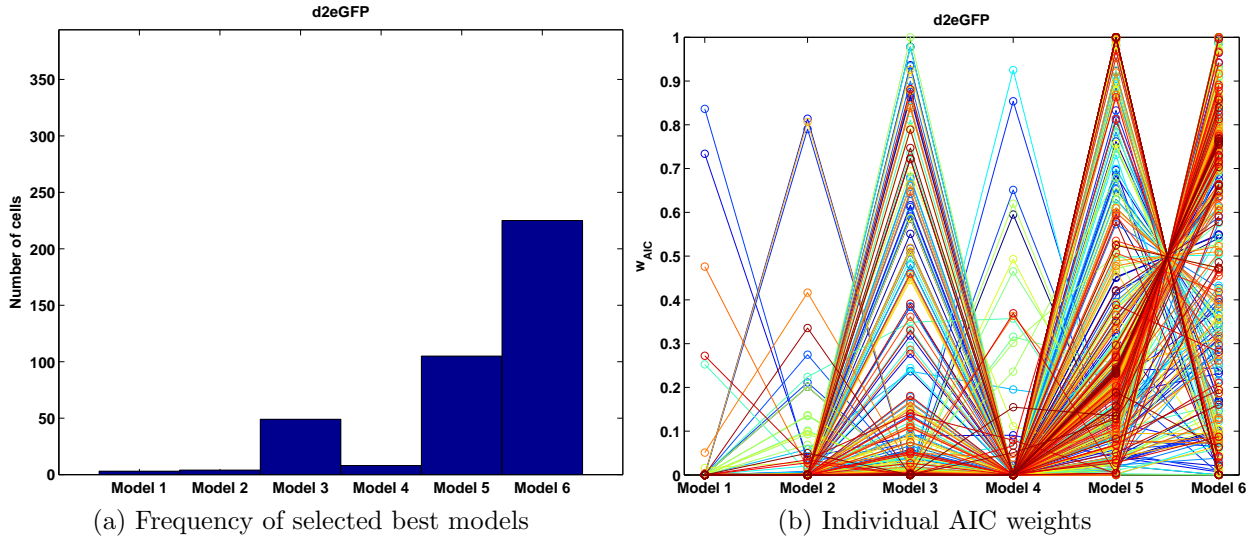 d2eGFP
350
300
250
200
150
100
50
0
Number of cells
Model 1 Model 2 Model 3 Model 4 Model 5 Model 6
(a) Frequency of selected best models
d2eGFP
1
0.9
0.8
0.7
0.6
0.5
0.4
0.3
0.2
0.1
0
w_AIC
Model 1 Model 2 Model 3 Model 4 Model 5 Model 6
(b) Individual AIC weights